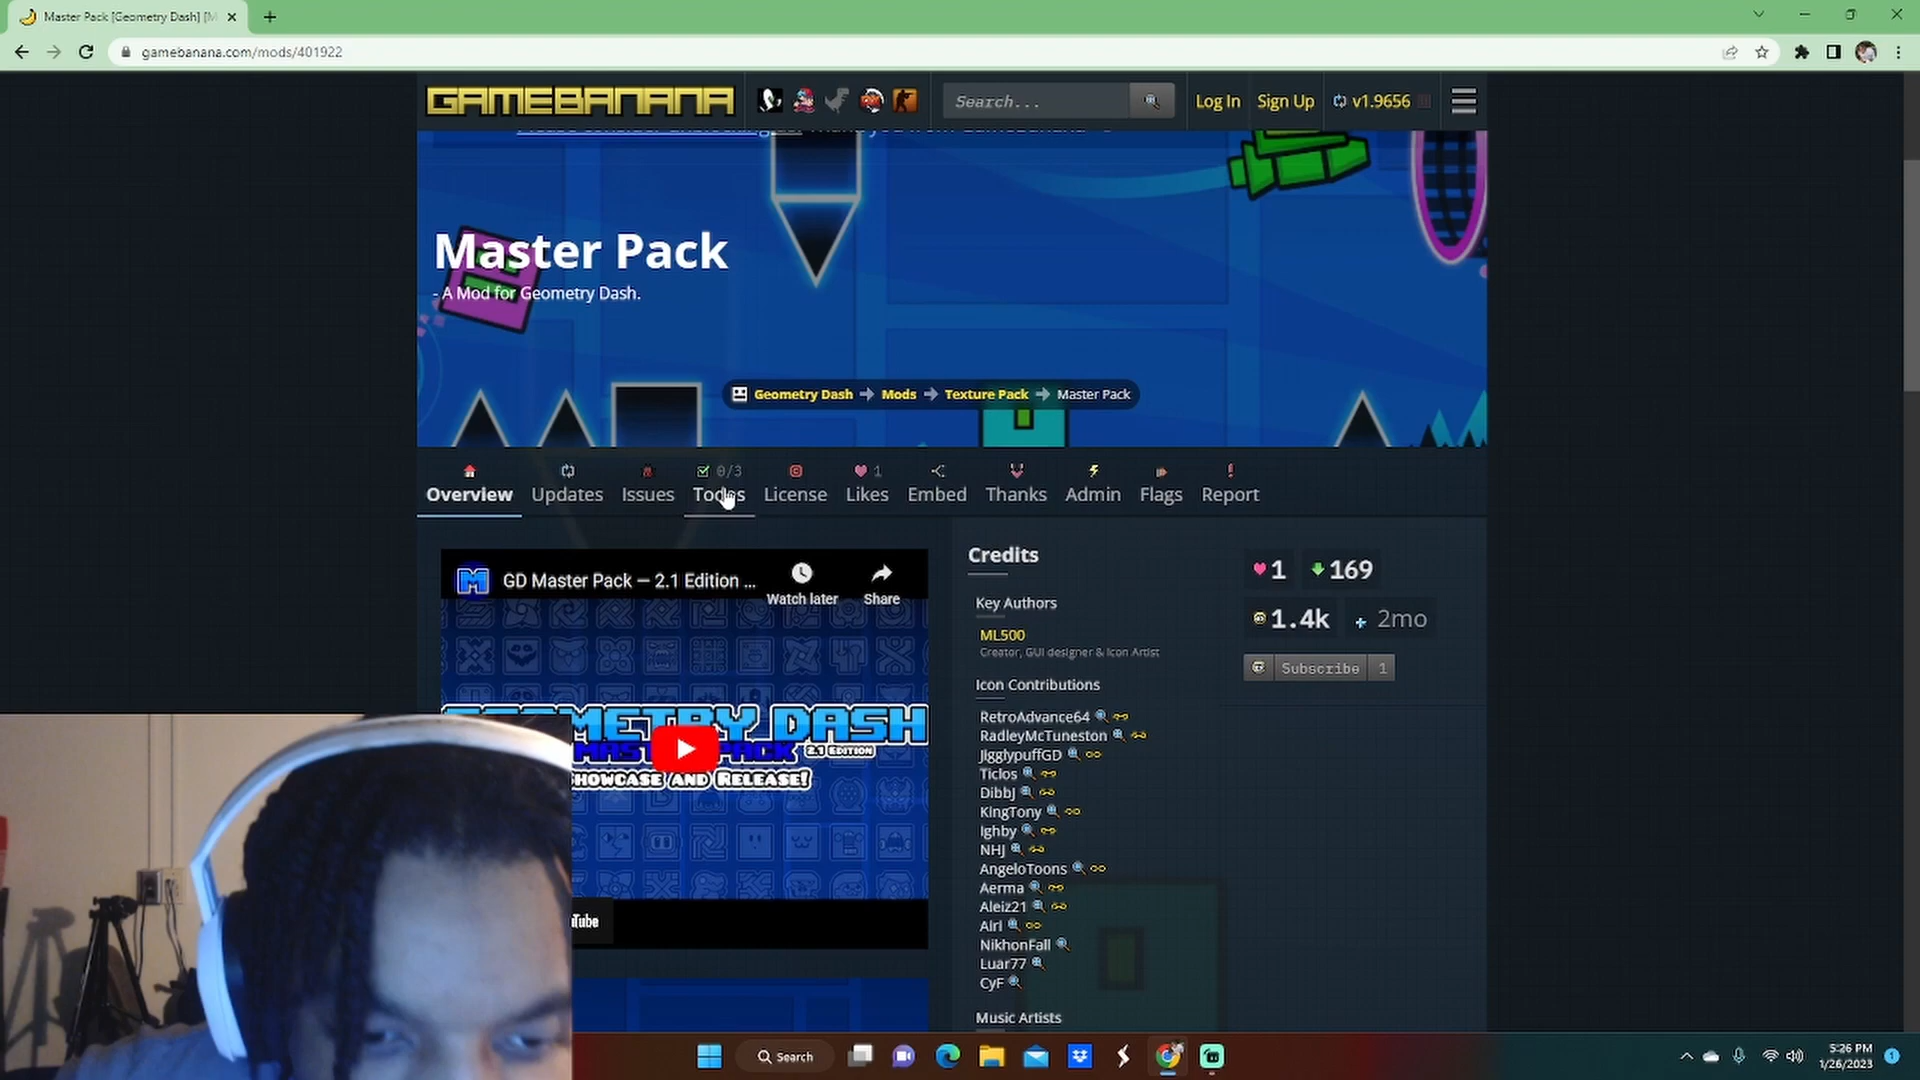 Master Pack [Geometry Dash] [M
gamebanana.com/mods/401922
GAMEBANANA
Search...
Log In
Sign Up
v1.9656
Master Pack
- A Mod for Geometry Dash.
Geometry Dash
Mods
Texture Pack
Master Pack
0/3
1
Overview
Updates
Issues
License
Likes
Embed
Thanks
Admin
Flags
Report
GD Master Pack — 2.1 Edition ...
Watch later
Share
GEOMETRY DASH
MASTER PACK
2.1 EDITION
SHOWCASE AND RELEASE!
Credits
Key Authors
ML500
Creator, GUI designer & Icon Artist
Icon Contributions
RetroAdvance64
RadleyMcTuneston
JigglypuffGD
Ticlos
DibbJ
KingTony
Ighby
NHJ
AngeloToons
Aerma
Aleiz21
Airl
NikhonFall
Luar77
CyF
Music Artists
1
169
1.4k
2mo
Subscribe
1
Search
5:26 PM
1/26/2023
1